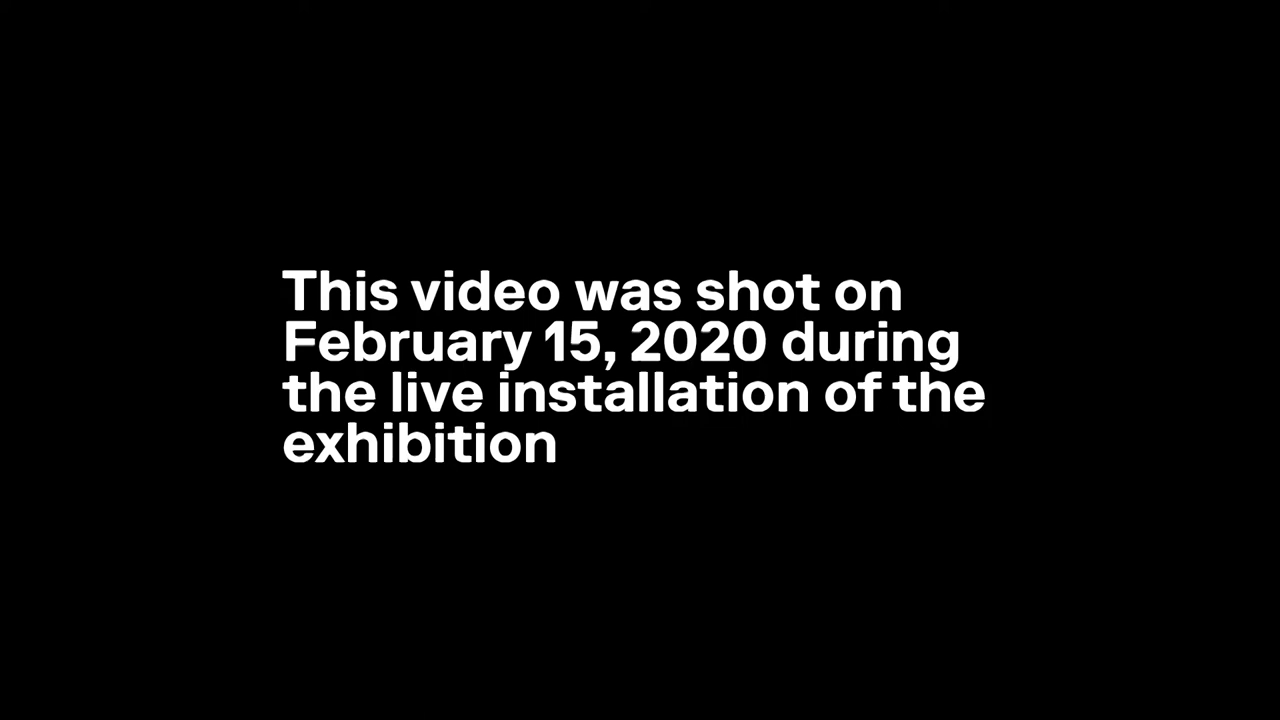 This video was shot on
February 15, 2020 during
the live installation of the
exhibition